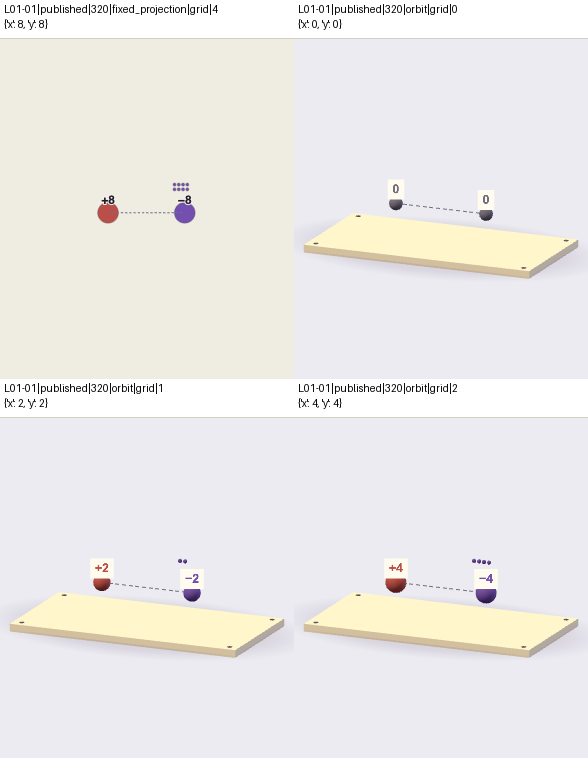 L01-01|published|320|fixed_projection|grid|4
{'x': 8, 'y': 8}
+8
−8
L01-01|published|320|orbit|grid|0
{'x': 0, 'y': 0}
0
0
L01-01|published|320|orbit|grid|1
{'x': 2, 'y': 2}
+2
−2
L01-01|published|320|orbit|grid|2
{'x': 4, 'y': 4}
+4
−4